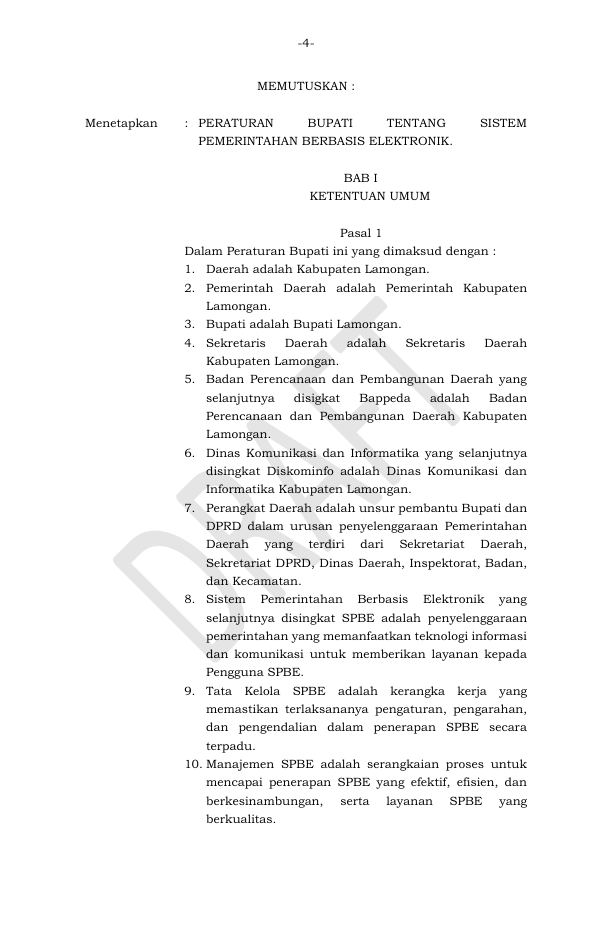 -4-
MEMUTUSKAN :
Menetapkan : PERATURAN BUPATI TENTANG SISTEM
PEMERINTAHAN BERBASIS ELEKTRONIK.
BAB I
KETENTUAN UMUM
Pasal 1
Dalam Peraturan Bupati ini yang dimaksud dengan :
1. Daerah adalah Kabupaten Lamongan.
2. Pemerintah Daerah adalah Pemerintah Kabupaten
Lamongan.
3. Bupati adalah Bupati Lamongan.
4. Sekretaris Daerah adalah Sekretaris Daerah
Kabupaten Lamongan.
5. Badan Perencanaan dan Pembangunan Daerah yang
selanjutnya disigkat Bappeda adalah Badan
Perencanaan dan Pembangunan Daerah Kabupaten
Lamongan.
6. Dinas Komunikasi dan Informatika yang selanjutnya
disingkat Diskominfo adalah Dinas Komunikasi dan
Informatika Kabupaten Lamongan.
7. Perangkat Daerah adalah unsur pembantu Bupati dan
DPRD dalam urusan penyelenggaraan Pemerintahan
Daerah yang terdiri dari Sekretariat Daerah,
Sekretariat DPRD, Dinas Daerah, Inspektorat, Badan,
dan Kecamatan.
8. Sistem Pemerintahan Berbasis Elektronik yang
selanjutnya disingkat SPBE adalah penyelenggaraan
pemerintahan yang memanfaatkan teknologi informasi
dan komunikasi untuk memberikan layanan kepada
Pengguna SPBE.
9. Tata Kelola SPBE adalah kerangka kerja yang
memastikan terlaksananya pengaturan, pengarahan,
dan pengendalian dalam penerapan SPBE secara
terpadu.
10. Manajemen SPBE adalah serangkaian proses untuk
mencapai penerapan SPBE yang efektif, efisien, dan
berkesinambungan, serta layanan SPBE yang
berkualitas.
DRAFT